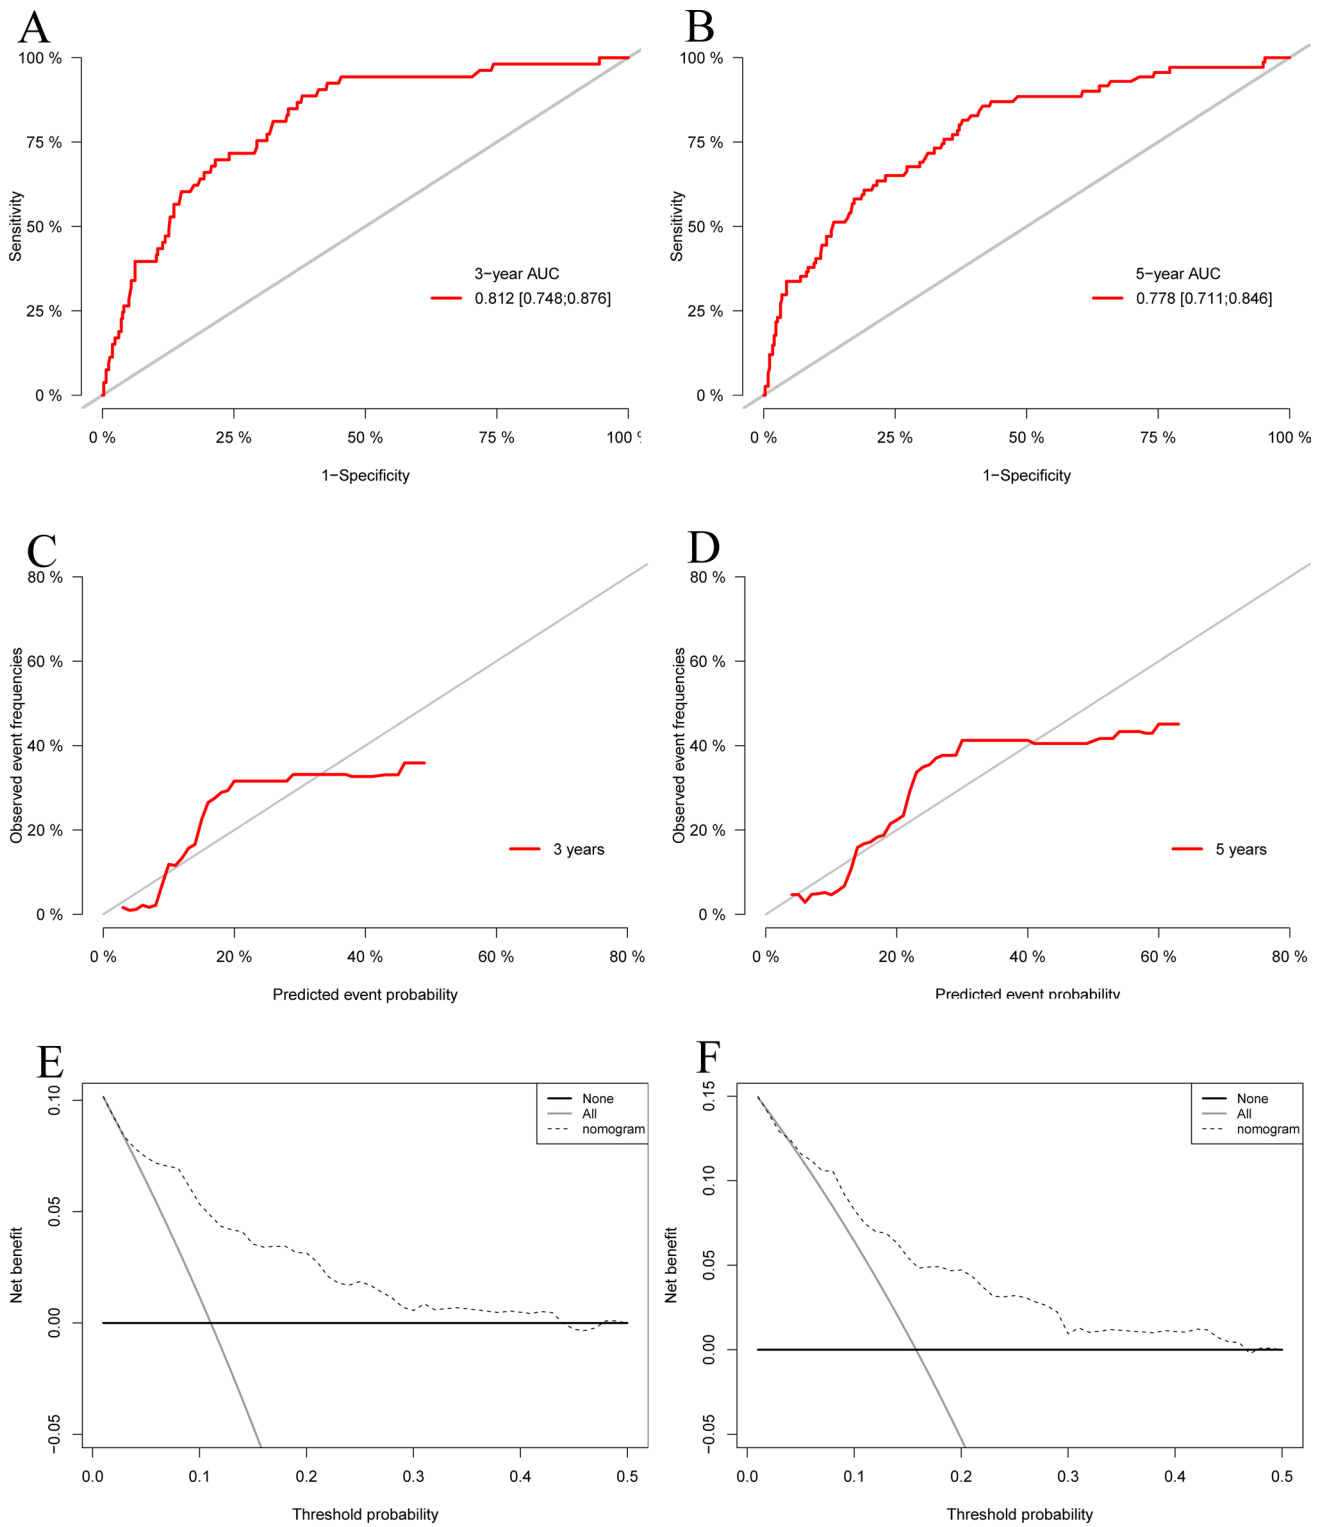 A
100 %
75 %
50 %
25 %
0 %
Sensitivity
3−year AUC
0.812 [0.748;0.876]
0 %
25 %
50 %
75 %
100 %
1−Specificity
B
100 %
75 %
50 %
25 %
0 %
Sensitivity
5−year AUC
0.778 [0.711;0.846]
0 %
25 %
50 %
75 %
100 %
1−Specificity
C
80 %
60 %
40 %
20 %
0 %
Observed event frequencies
3 years
0 %
20 %
40 %
60 %
80 %
Predicted event probability
D
80 %
60 %
40 %
20 %
0 %
Observed event frequencies
5 years
0 %
20 %
40 %
60 %
80 %
Predicted event probability
E
0.10
0.05
0.00
−0.05
Net benefit
None
All
nomogram
0.0
0.1
0.2
0.3
0.4
0.5
Threshold probability
F
0.15
0.10
0.05
0.00
−0.05
Net benefit
None
All
nomogram
0.0
0.1
0.2
0.3
0.4
0.5
Threshold probability